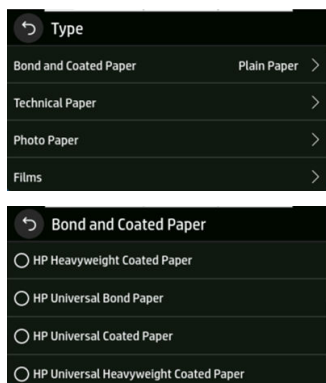 Type
Bond and Coated Paper Plain Paper
Technical Paper
Photo Paper
Films
Bond and Coated Paper
HP Heavyweight Coated Paper
HP Universal Bond Paper
HP Universal Coated Paper
HP Universal Heavyweight Coated Paper